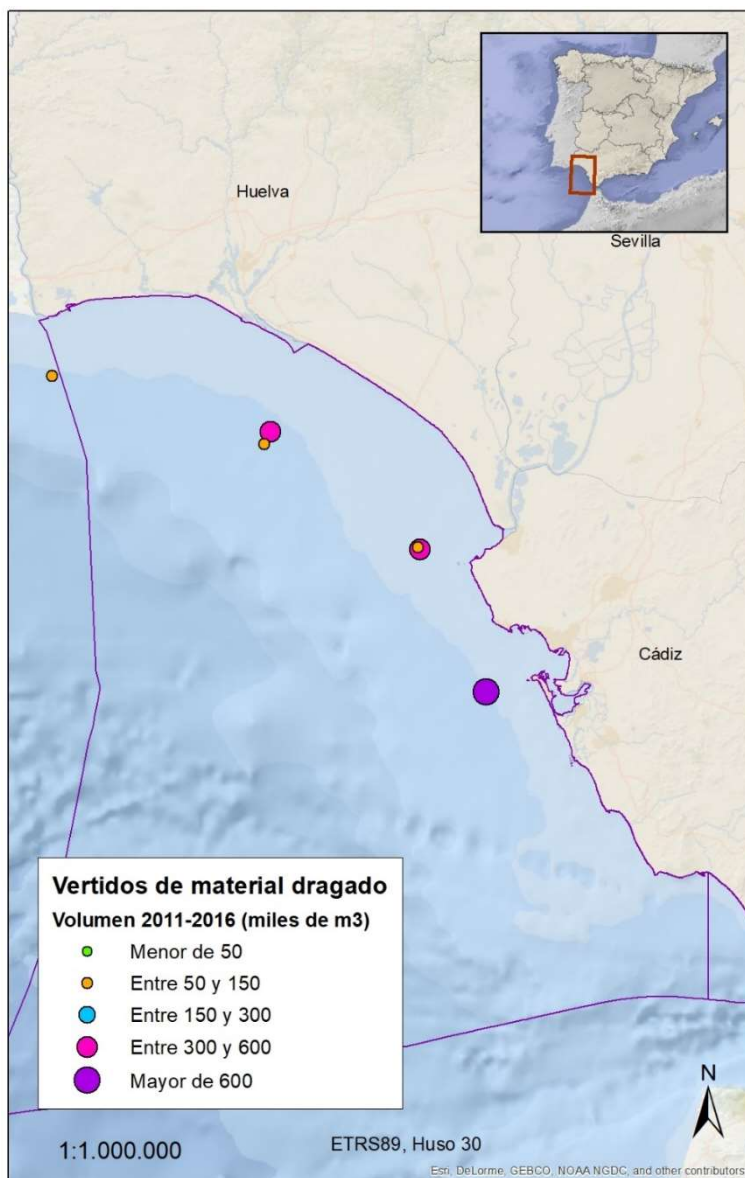 Huelva
Sevilla
Cádiz
Vertidos de material dragado
Volumen 2011-2016 (miles de m3)
Menor de 50
Entre 50 y 150
Entre 150 y 300
Entre 300 y 600
Mayor de 600
N
1:1.000.000
ETRS89, Huso 30
Esri, DeLorme, GEBCO, NOAA NGDC, and other contributors